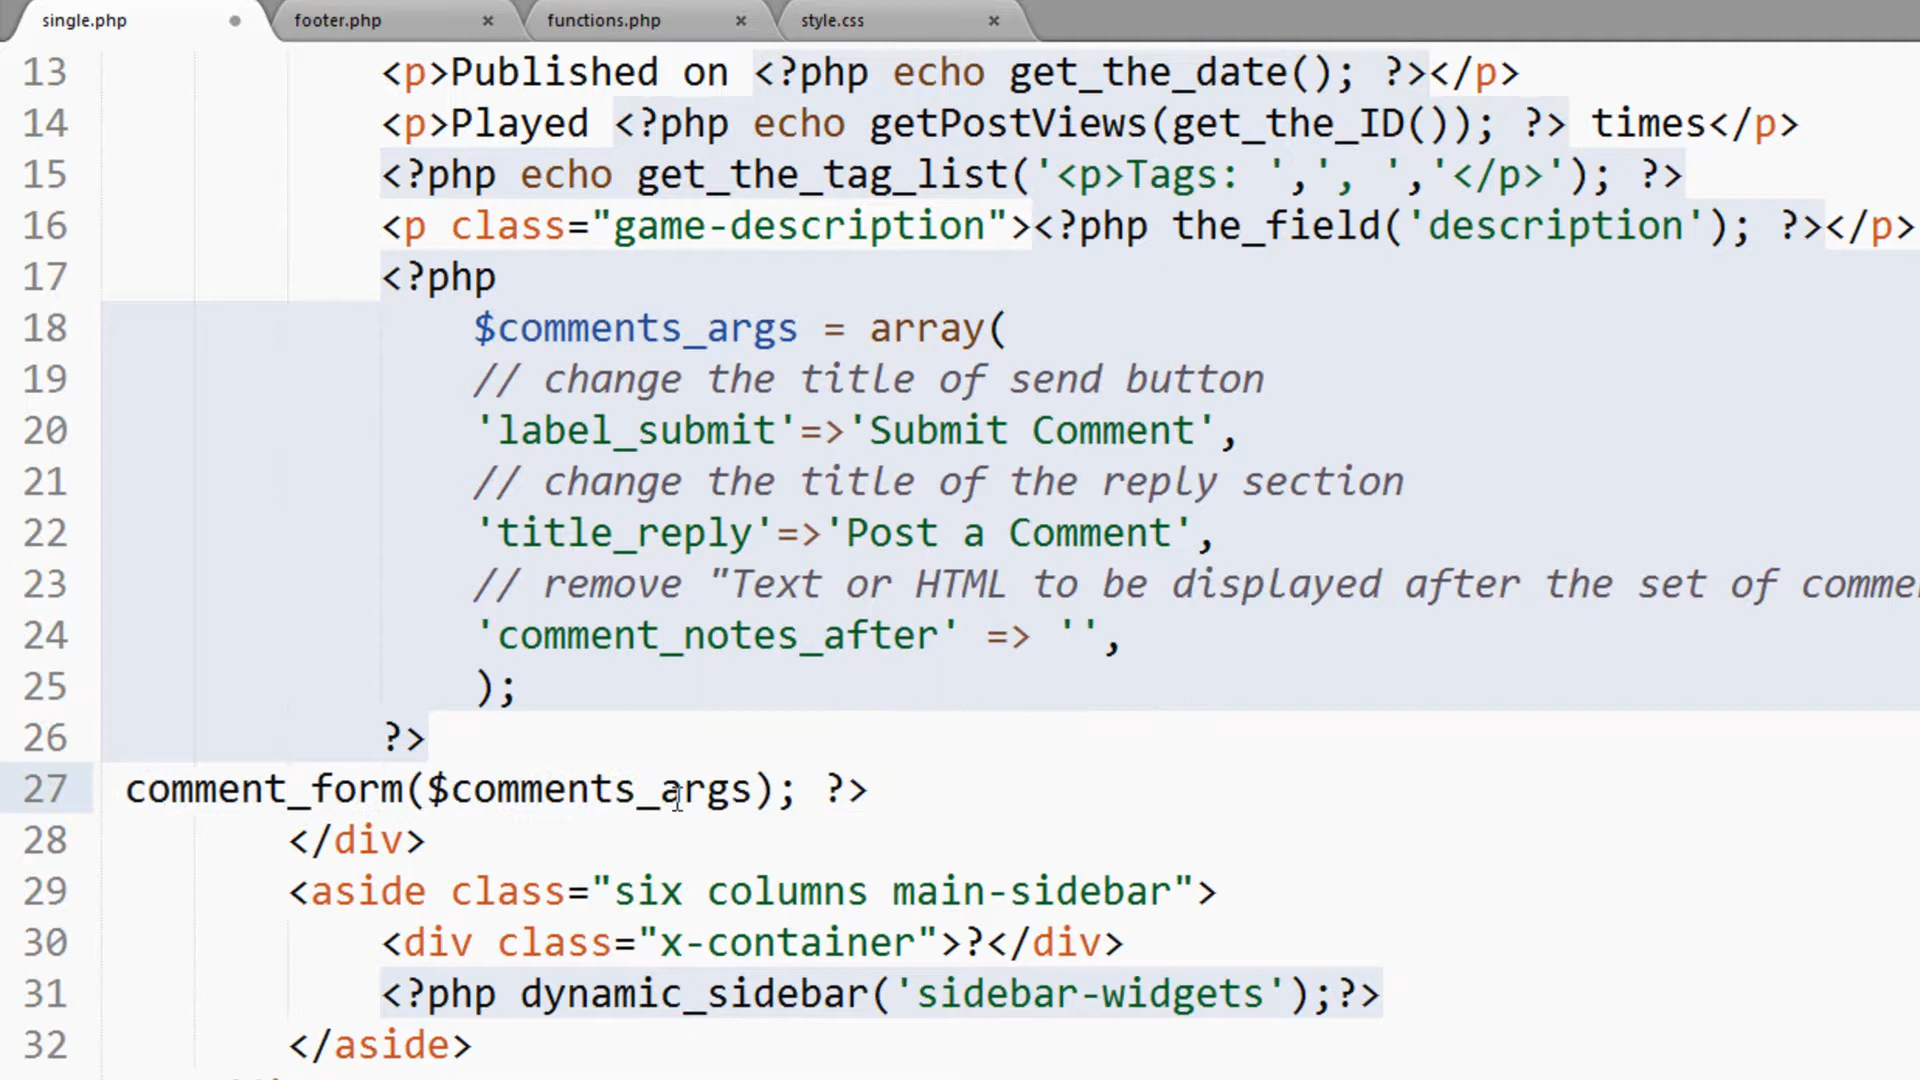 single.php
footer.php ×
functions.php ×
style.css ×
13 <p>Published on <?php echo get_the_date(); ?></p>
14 <p>Played <?php echo getPostViews(get_the_ID()); ?> times</p>
15 <?php echo get_the_tag_list('<p>Tags: ',', ','</p>'); ?>
16 <p class="game-description"><?php the_field('description'); ?></p>
17 <?php
18 $comments_args = array(
19 // change the title of send button
20 'label_submit'=>'Submit Comment',
21 // change the title of the reply section
22 'title_reply'=>'Post a Comment',
23 // remove "Text or HTML to be displayed after the set of comme
24 'comment_notes_after' => '',
25 );
26 ?>
27 comment_form($comments_args); ?>
28 </div>
29 <aside class="six columns main-sidebar">
30 <div class="x-container">?</div>
31 <?php dynamic_sidebar('sidebar-widgets');?>
32 </aside>